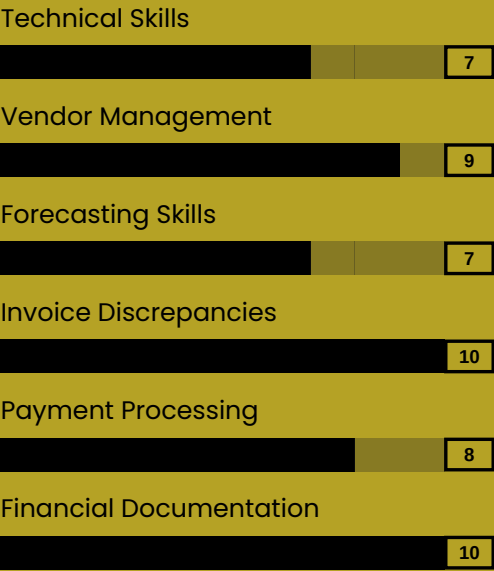 Technical Skills
7
Vendor Management
9
Forecasting Skills
7
Invoice Discrepancies
10
Payment Processing
8
Financial Documentation
10